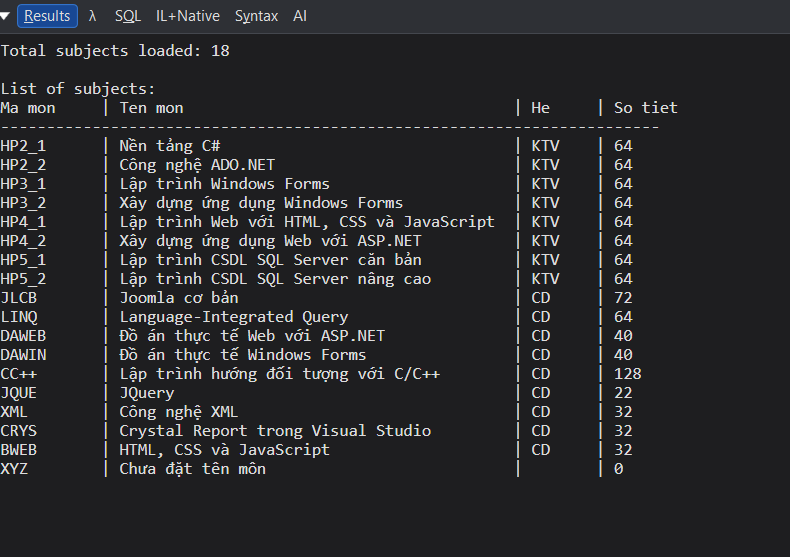 Results λ SQL IL+Native Syntax AI
Total subjects loaded: 18
List of subjects:
Ma mon | Ten mon | He | So tiet
------------------------------------------------------------------------
HP2_1 | Nền tảng C# | KTV | 64
HP2_2 | Công nghệ ADO.NET | KTV | 64
HP3_1 | Lập trình Windows Forms | KTV | 64
HP3_2 | Xây dựng ứng dụng Windows Forms | KTV | 64
HP4_1 | Lập trình Web với HTML, CSS và JavaScript | KTV | 64
HP4_2 | Xây dựng ứng dụng Web với ASP.NET | KTV | 64
HP5_1 | Lập trình CSDL SQL Server căn bản | KTV | 64
HP5_2 | Lập trình CSDL SQL Server nâng cao | KTV | 64
JLCB | Joomla cơ bản | CD | 72
LINQ | Language-Integrated Query | CD | 64
DAWEB | Đồ án thực tế Web với ASP.NET | CD | 40
DAWIN | Đồ án thực tế Windows Forms | CD | 40
CC++ | Lập trình hướng đối tượng với C/C++ | CD | 128
JQUE | JQuery | CD | 22
XML | Công nghệ XML | CD | 32
CRYS | Crystal Report trong Visual Studio | CD | 32
BWEB | HTML, CSS và JavaScript | CD | 32
XYZ | Chưa đặt tên môn | | 0